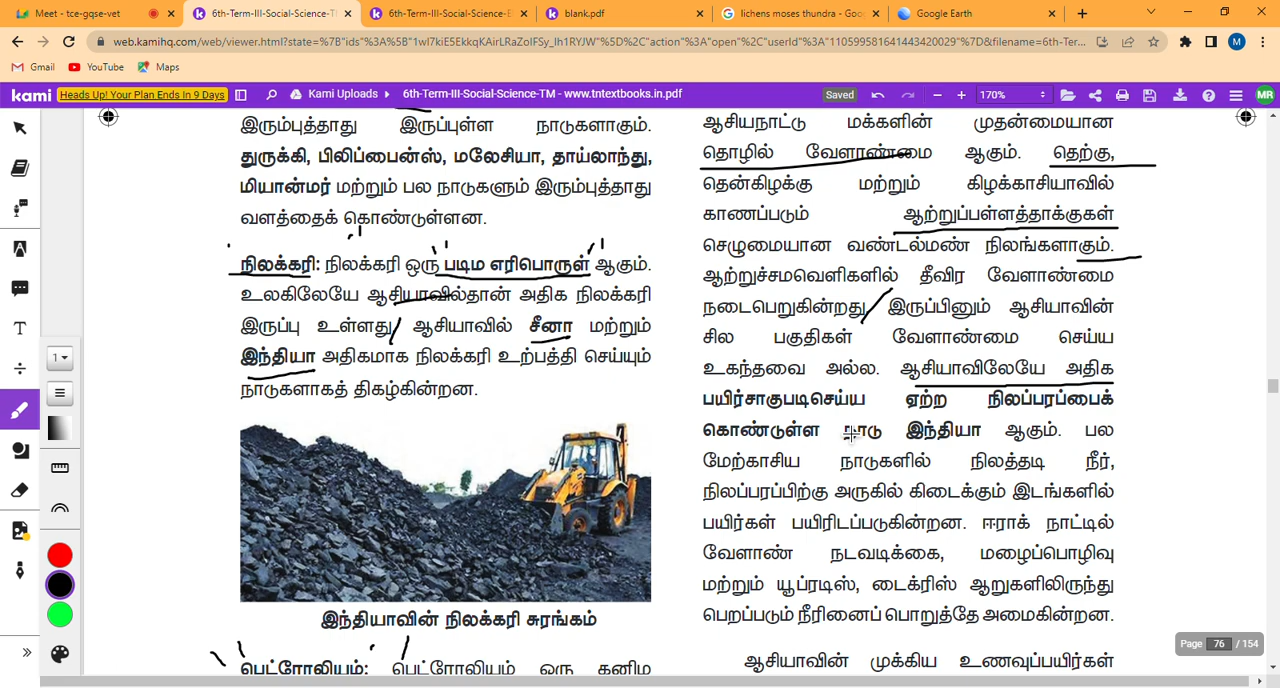 Meet - tce-gqse-vet
6th-Term-III-Social-Science-T
6th-Term-III-Social-Science-E
blank.pdf
lichens moses thundra - Goo
Google Earth
web.kamihq.com/web/viewer.html?state=%7B"ids"%3A%5B"1wl7kiE5EkkqKAirLRaZoIFSy_Ih1RYJW"%5D%2C"action"%3A"open"%2C"userId"%3A"110599581641443420029"%7D&filename=6th-Ter...
Gmail
YouTube
Maps
kami
Heads Up! Your Plan Ends In 9 Days
Kami Uploads
6th-Term-III-Social-Science-TM - www.tntextbooks.in.pdf
Saved
170%
MR
இரும்புத்தாது இருப்புள்ள நாடுகளாகும்.
துருக்கி, பிலிப்பைன்ஸ், மலேசியா, தாய்லாந்து,
மியான்மர் மற்றும் பல நாடுகளும் இரும்புத்தாது
வளத்தைக் கொண்டுள்ளன.
நிலக்கரி: நிலக்கரி ஒரு படிம எரிபொருள் ஆகும்.
உலகிலேயே ஆசியாவில்தான் அதிக நிலக்கரி
இருப்பு உள்ளது ஆசியாவில் சீனா மற்றும்
இந்தியா அதிகமாக நிலக்கரி உற்பத்தி செய்யும்
நாடுகளாகத் திகழ்கின்றன.
இந்தியாவின் நிலக்கரி சுரங்கம்
பெட்ரோலியம்: பெட்ரோலியம் ஒரு கனிம
ஆசியநாட்டு மக்களின் முதன்மையான
தொழில் வேளாண்மை ஆகும். தெற்கு,
தென்கிழக்கு மற்றும் கிழக்காசியாவில்
காணப்படும் ஆற்றுப்பள்ளத்தாக்குகள்
செழுமையான வண்டல்மண் நிலங்களாகும்.
ஆற்றுச்சமவெளிகளில் தீவிர வேளாண்மை
நடைபெறுகின்றது இருப்பினும் ஆசியாவின்
சில பகுதிகள் வேளாண்மை செய்ய
உகந்தவை அல்ல. ஆசியாவிலேயே அதிக
பயிர்சாகுபடிசெய்ய ஏற்ற நிலப்பரப்பைக்
கொண்டுள்ள நாடு இந்தியா ஆகும். பல
மேற்காசிய நாடுகளில் நிலத்தடி நீர்,
நிலப்பரப்பிற்கு அருகில் கிடைக்கும் இடங்களில்
பயிர்கள் பயிரிடப்படுகின்றன. ஈராக் நாட்டில்
வேளாண் நடவடிக்கை, மழைப்பொழிவு
மற்றும் யூப்ரடிஸ், டைக்ரிஸ் ஆறுகளிலிருந்து
பெறப்படும் நீரினைப் பொறுத்தே அமைகின்றன.
ஆசியாவின் முக்கிய உணவுப்பயிர்கள்
Page 76 / 154